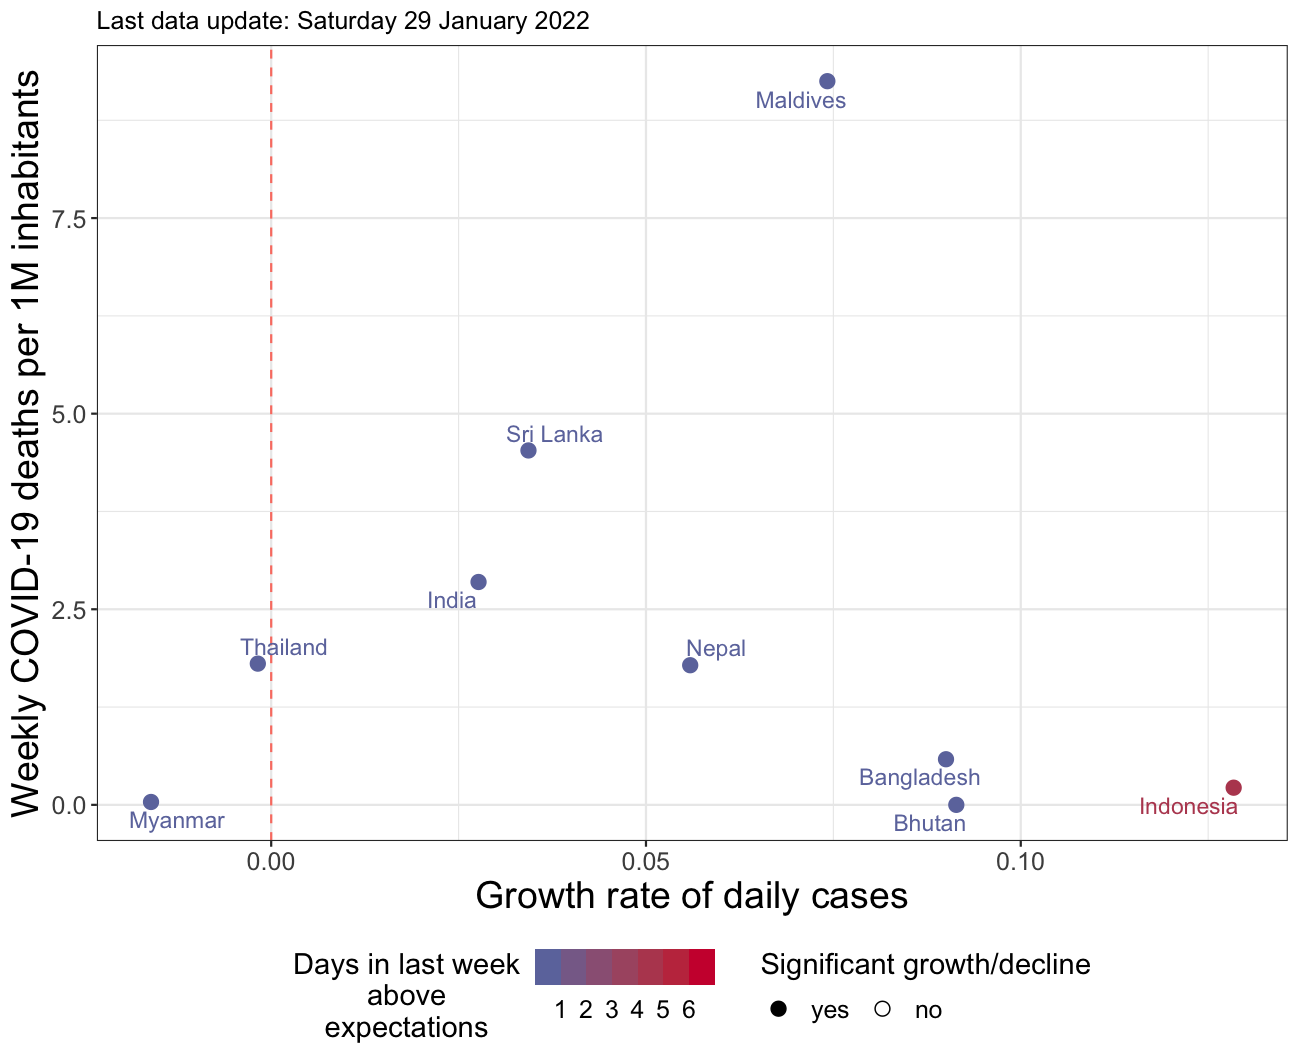 Last data update: Saturday 29 January 2022
Weekly COVID-19 deaths per 1M inhabitants
7.5
5.0
2.5
0.0
Maldives
Sri Lanka
India
Thailand
Nepal
Bangladesh
Indonesia
Myanmar
Bhutan
0.00 0.05 0.10
Growth rate of daily cases
Days in last week
above
expectations
1 2 3 4 5 6
Significant growth/decline
yes no